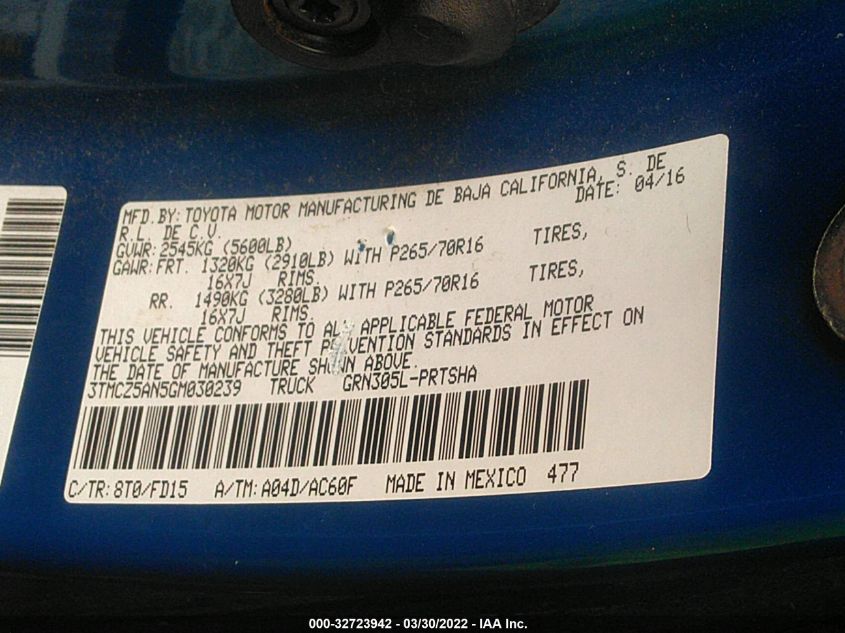 MFD. BY: TOYOTA MOTOR MANUFACTURING DE BAJA CALIFORNIA, S. DE
R.L. DE C.V. DATE: 04/16
GVWR: 2545KG (5600LB)
GAWR: FRT. 1320KG (2910LB) WITH P265/70R16 TIRES,
16X7J RIMS.
RR. 1490KG (3280LB) WITH P265/70R16 TIRES,
16X7J RIMS.
THIS VEHICLE CONFORMS TO ALL APPLICABLE FEDERAL MOTOR
VEHICLE SAFETY AND THEFT PREVENTION STANDARDS IN EFFECT ON
THE DATE OF MANUFACTURE SHOWN ABOVE.
3TMCZ5AN5GM030239 TRUCK GRN305L-PRTSHA
C/TR: 8T0/FD15 A/TM: A04D/AC60F MADE IN MEXICO 477
000-32723942 - 03/30/2022 - IAA Inc.